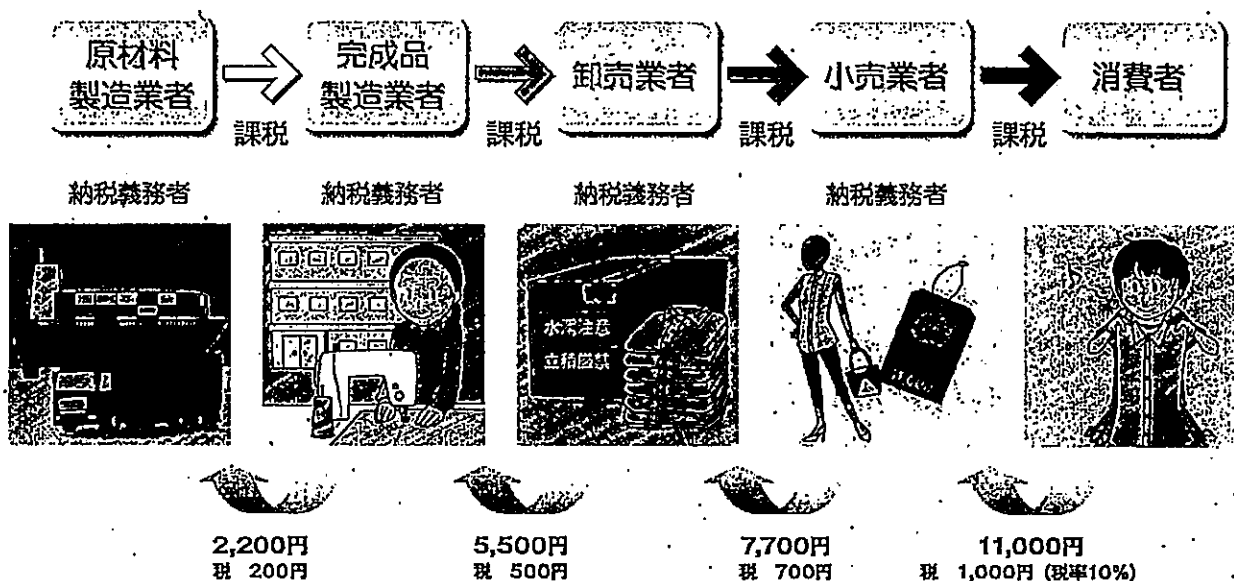 原材料
製造業者
完成品
製造業者
卸売業者
小売業者
消費者
課税
課税
課税
課税
納税義務者
納税義務者
納税義務者
納税義務者
水濡注意
立積厳禁
2,200円
税 200円
5,500円
税 500円
7,700円
税 700円
11,000円
税 1,000円 (税率10%)